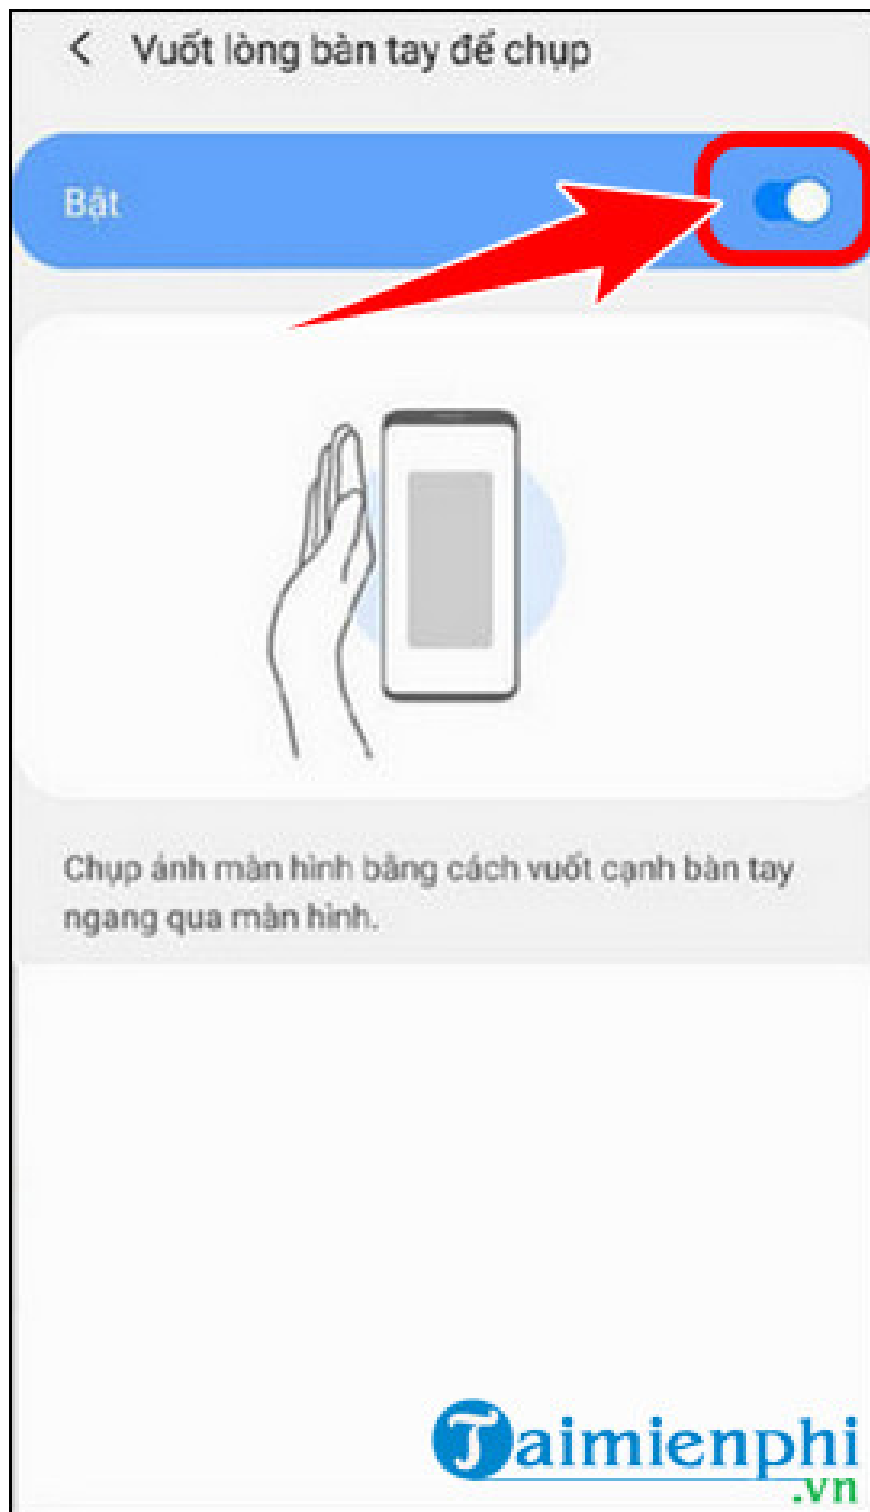 Vuốt lòng bàn tay để chụp
Bật
Chụp ảnh màn hình bằng cách vuốt cạnh bàn tay
ngang qua màn hình.
Taimienphi
.vn